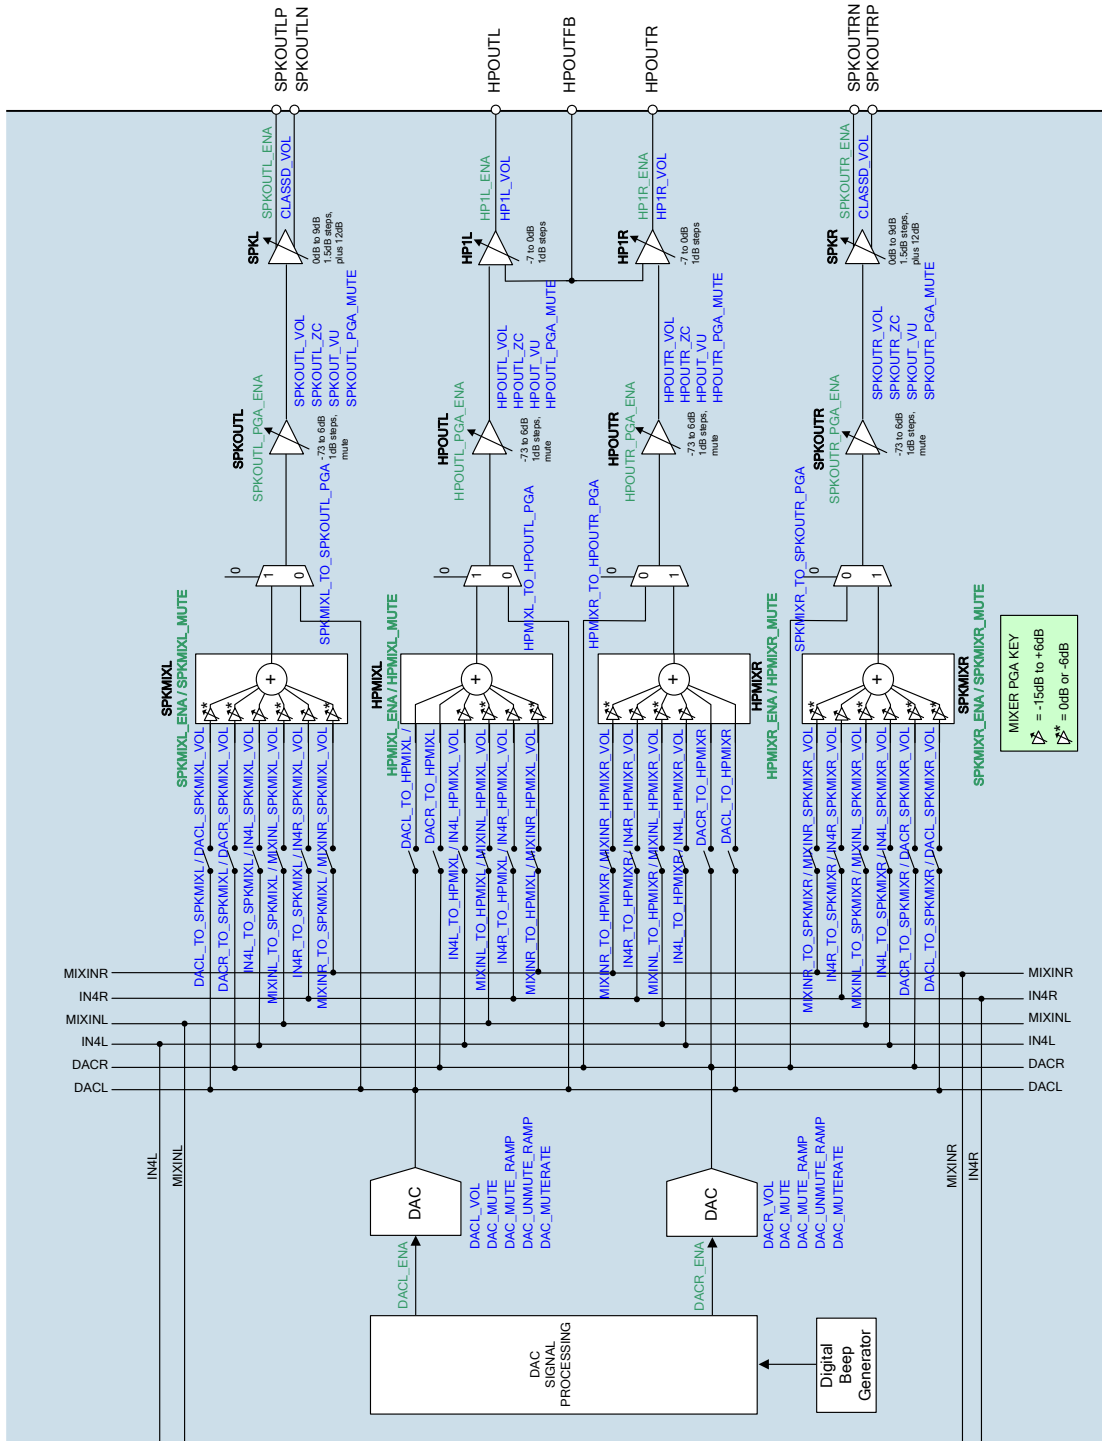 SPKOUTLP
SPKOUTLN
HPOUTL
HPOUTFB
HPOUTR
SPKOUTRN
SPKOUTRP
SPKOUTL_ENA
CLASSD_VOL
SPKL
0dB to 9dB
1.5dB steps,
plus 12dB
HP1L_ENA
HP1L_VOL
HP1L
-7 to 0dB
1dB steps
HP1R_ENA
HP1R_VOL
HP1R
-7 to 0dB
1dB steps
SPKOUTR_ENA
CLASSD_VOL
SPKR
0dB to 9dB
1.5dB steps,
plus 12dB
SPKOUTL_VOL
SPKOUTL_ZC
SPKOUT_VU
SPKOUTL_PGA_MUTE
HPOUTL_VOL
HPOUTL_ZC
HPOUT_VU
HPOUTL_PGA_MUTE
HPOUTR_VOL
HPOUTR_ZC
HPOUT_VU
HPOUTR_PGA_MUTE
SPKOUTR_VOL
SPKOUTR_ZC
SPKOUT_VU
SPKOUTR_PGA_MUTE
SPKOUTL
SPKOUTL_PGA_ENA
-73 to 6dB
1dB steps,
mute
HPOUTL
HPOUTL_PGA_ENA
-73 to 6dB
1dB steps,
mute
HPOUTR
HPOUTR_PGA_ENA
-73 to 6dB
1dB steps,
mute
SPKOUTR
SPKOUTR_PGA_ENA
-73 to 6dB
1dB steps,
mute
0
1
0
SPKMIXL_TO_SPKOUTL_PGA
0
1
0
HPMIXL_TO_HPOUTL_PGA
0
0
1
HPMIXR_TO_HPOUTR_PGA
0
0
1
SPKMIXR_TO_SPKOUTR_PGA
SPKMIXL
SPKMIXL_ENA / SPKMIXL_MUTE
+
* * * *
HPMIXL
HPMIXL_ENA / HPMIXL_MUTE
+
* *
HPMIXR
HPMIXR_ENA / HPMIXR_MUTE
+
* *
SPKMIXR
SPKMIXR_ENA / SPKMIXR_MUTE
+
* * * *
MIXER PGA KEY
= -15dB to +6dB
* = 0dB or -6dB
DACL_TO_SPKMIXL / DACL_SPKMIXL_VOL
DACR_TO_SPKMIXL / DACR_SPKMIXL_VOL
IN4L_TO_SPKMIXL / IN4L_SPKMIXL_VOL
MIXINL_TO_SPKMIXL / MIXINL_SPKMIXL_VOL
IN4R_TO_SPKMIXL / IN4R_SPKMIXL_VOL
MIXINR_TO_SPKMIXL / MIXINR_SPKMIXL_VOL
DACL_TO_HPMIXL /
DACR_TO_HPMIXL
IN4L_TO_HPMIXL / IN4L_HPMIXL_VOL
MIXINL_TO_HPMIXL / MIXINL_HPMIXL_VOL
IN4R_TO_HPMIXL / IN4R_HPMIXL_VOL
MIXINR_TO_HPMIXL / MIXINR_HPMIXL_VOL
MIXINR_TO_HPMIXR / MIXINR_HPMIXR_VOL
IN4R_TO_HPMIXR / IN4R_HPMIXR_VOL
MIXINL_TO_HPMIXR / MIXINL_HPMIXR_VOL
IN4L_TO_HPMIXR / IN4L_HPMIXR_VOL
DACR_TO_HPMIXR
DACL_TO_HPMIXR
MIXINR_TO_SPKMIXR / MIXINR_SPKMIXR_VOL
IN4R_TO_SPKMIXR / IN4R_SPKMIXR_VOL
MIXINL_TO_SPKMIXR / MIXINL_SPKMIXR_VOL
IN4L_TO_SPKMIXR / IN4L_SPKMIXR_VOL
DACR_TO_SPKMIXR / DACR_SPKMIXR_VOL
DACL_TO_SPKMIXR / DACL_SPKMIXR_VOL
MIXINR
IN4R
MIXINL
IN4L
DACR
DACL
MIXINR
IN4R
MIXINL
IN4L
DACR
DACL
IN4L
MIXINL
MIXINR
IN4R
DAC
DACL_VOL
DAC_MUTE
DAC_MUTE_RAMP
DAC_UNMUTE_RAMP
DAC_MUTERATE
DAC
DACR_VOL
DAC_MUTE
DAC_MUTE_RAMP
DAC_UNMUTE_RAMP
DAC_MUTERATE
DACL_ENA
DACR_ENA
DAC
SIGNAL
PROCESSING
Digital
Beep
Generator